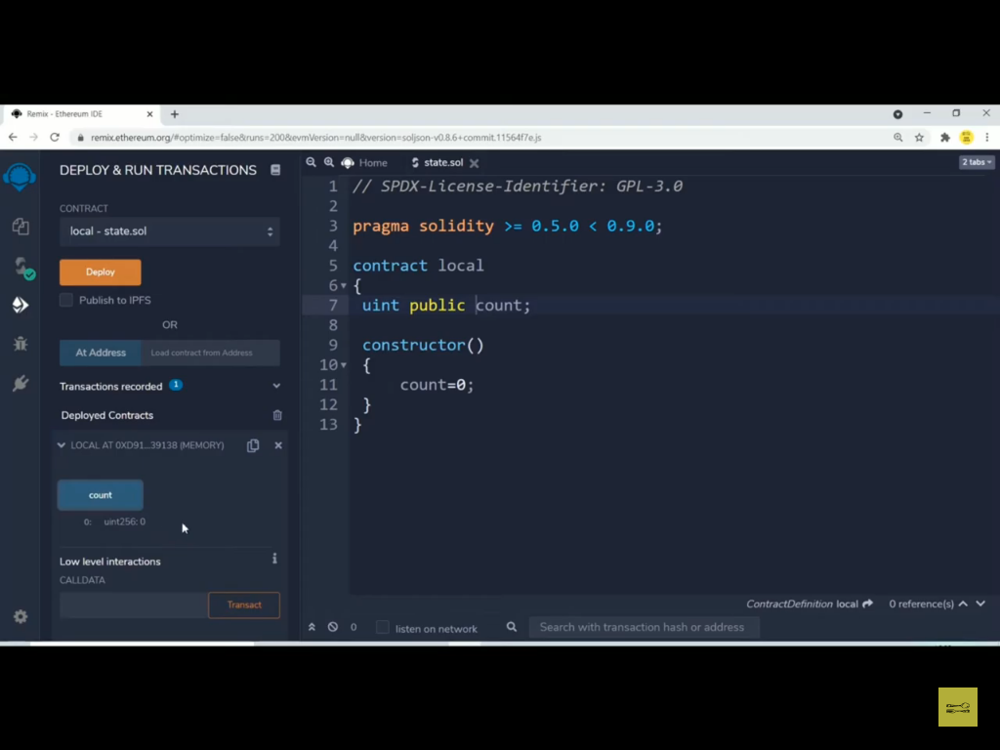 Remix - Ethereum IDE
remix.ethereum.org/#optimize=false&runs=200&evmVersion=null&version=soljson-v0.8.6+commit.11564f7e.js
DEPLOY & RUN TRANSACTIONS
CONTRACT
local - state.sol
Deploy
Publish to IPFS
OR
At Address Load contract from Address
Transactions recorded 1
Deployed Contracts
LOCAL AT 0XD91...39138 (MEMORY)
count
0: uint256: 0
Low level interactions
CALLDATA
Transact
Home state.sol 2 tabs
1 // SPDX-License-Identifier: GPL-3.0
2
3 pragma solidity >= 0.5.0 < 0.9.0;
4
5 contract local
6 {
7 uint public count;
8
9 constructor()
10 {
11 count=0;
12 }
13 }
ContractDefinition local 0 reference(s)
0 listen on network Search with transaction hash or address